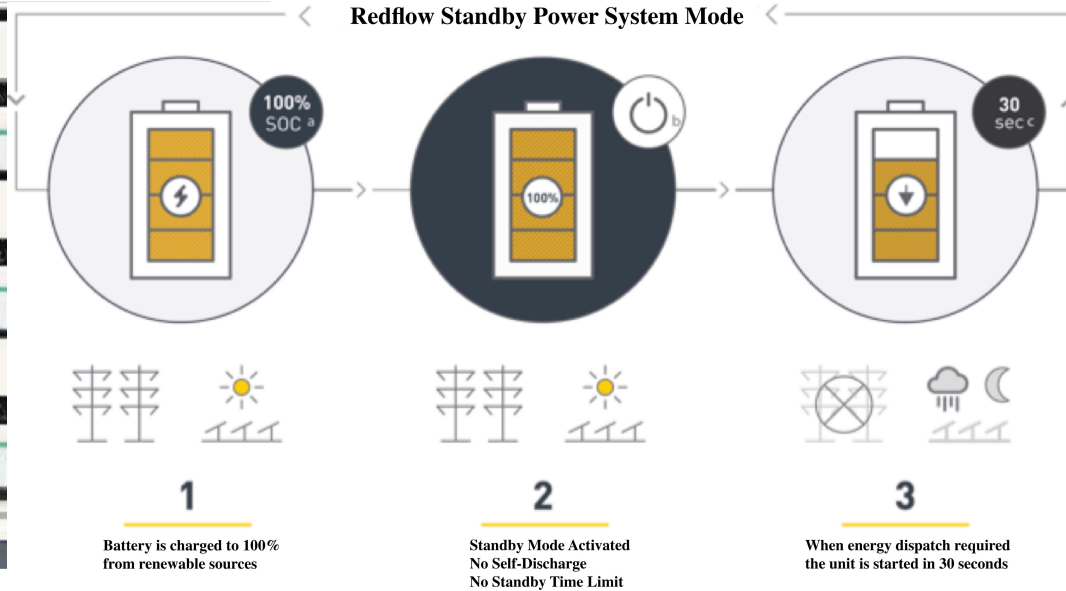 Redflow Standby Power System Mode
100%
SOC a
b
30
sec c
100%
1
2
3
Battery is charged to 100%
from renewable sources
Standby Mode Activated
No Self-Discharge
No Standby Time Limit
When energy dispatch required
the unit is started in 30 seconds